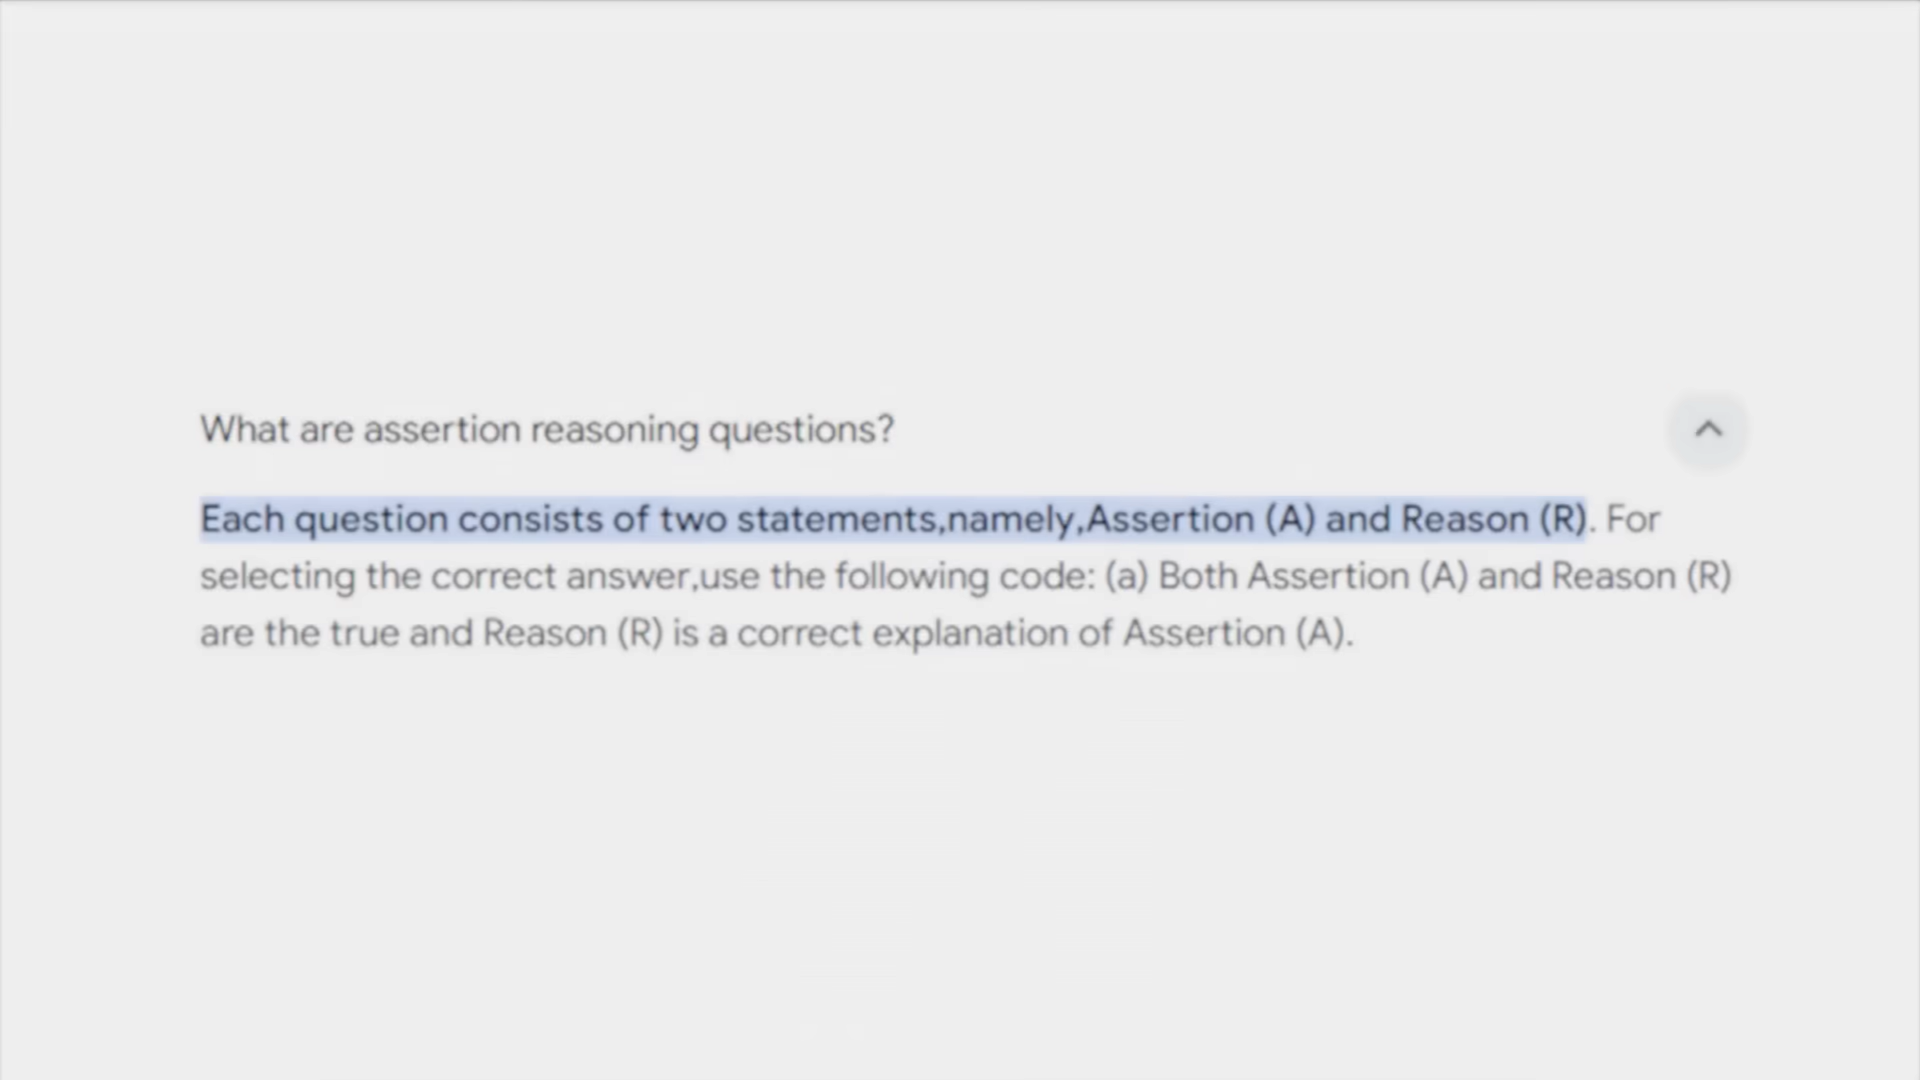 What are assertion reasoning questions?
Each question consists of two statements,namely,Assertion (A) and Reason (R). For
selecting the correct answer,use the following code: (a) Both Assertion (A) and Reason (R)
are the true and Reason (R) is a correct explanation of Assertion (A).